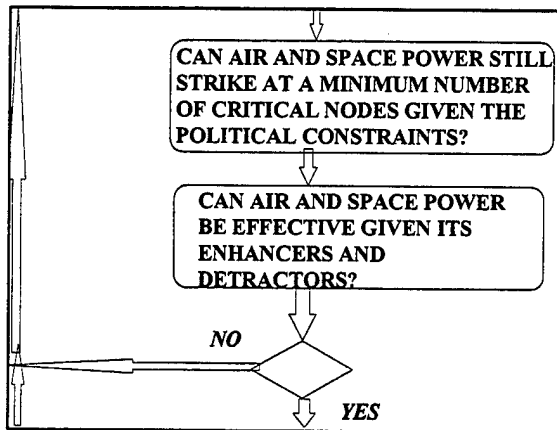 CAN AIR AND SPACE POWER STILL
STRIKE AT A MINIMUM NUMBER
OF CRITICAL NODES GIVEN THE
POLITICAL CONSTRAINTS?
CAN AIR AND SPACE POWER
BE EFFECTIVE GIVEN ITS
ENHANCERS AND
DETRACTORS?
NO
YES